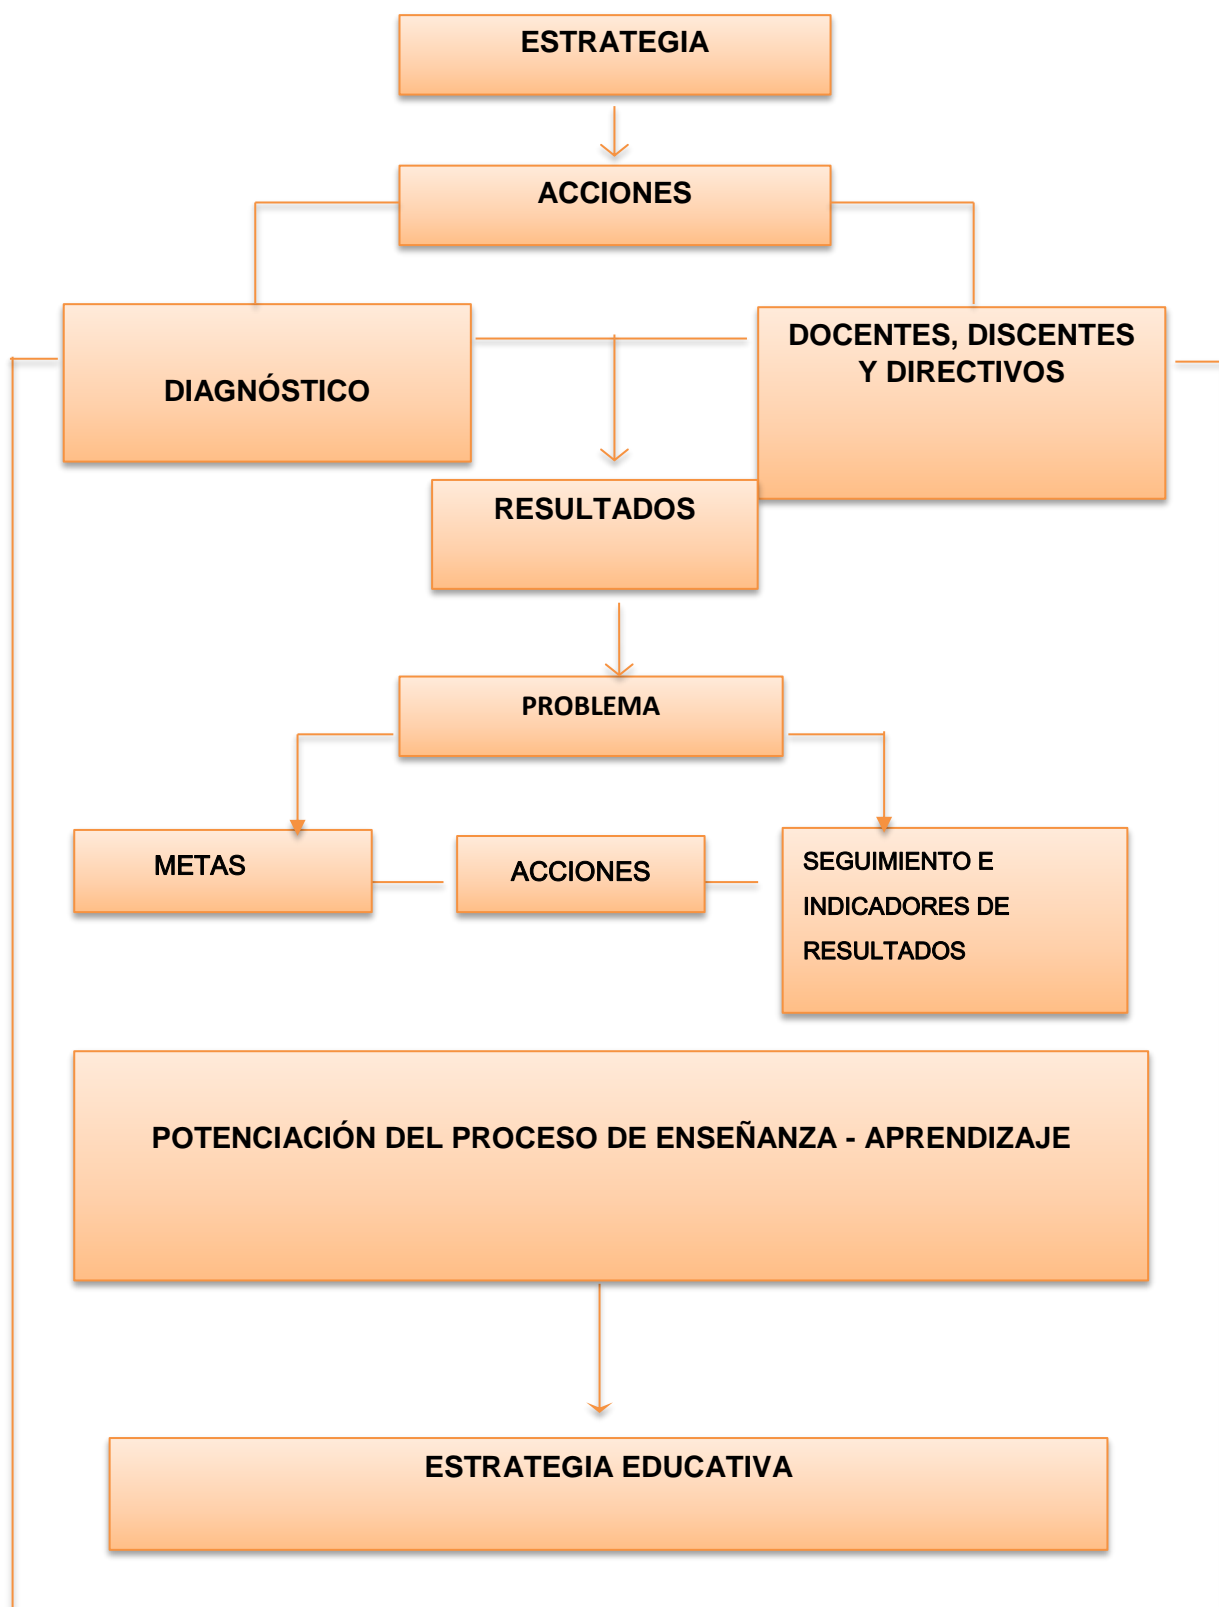 ESTRATEGIA
ACCIONES
DIAGNÓSTICO
DOCENTES, DISCENTES
Y DIRECTIVOS
RESULTADOS
PROBLEMA
METAS
ACCIONES
SEGUIMIENTO E
INDICADORES DE
RESULTADOS
POTENCIACIÓN DEL PROCESO DE ENSEÑANZA - APRENDIZAJE
ESTRATEGIA EDUCATIVA